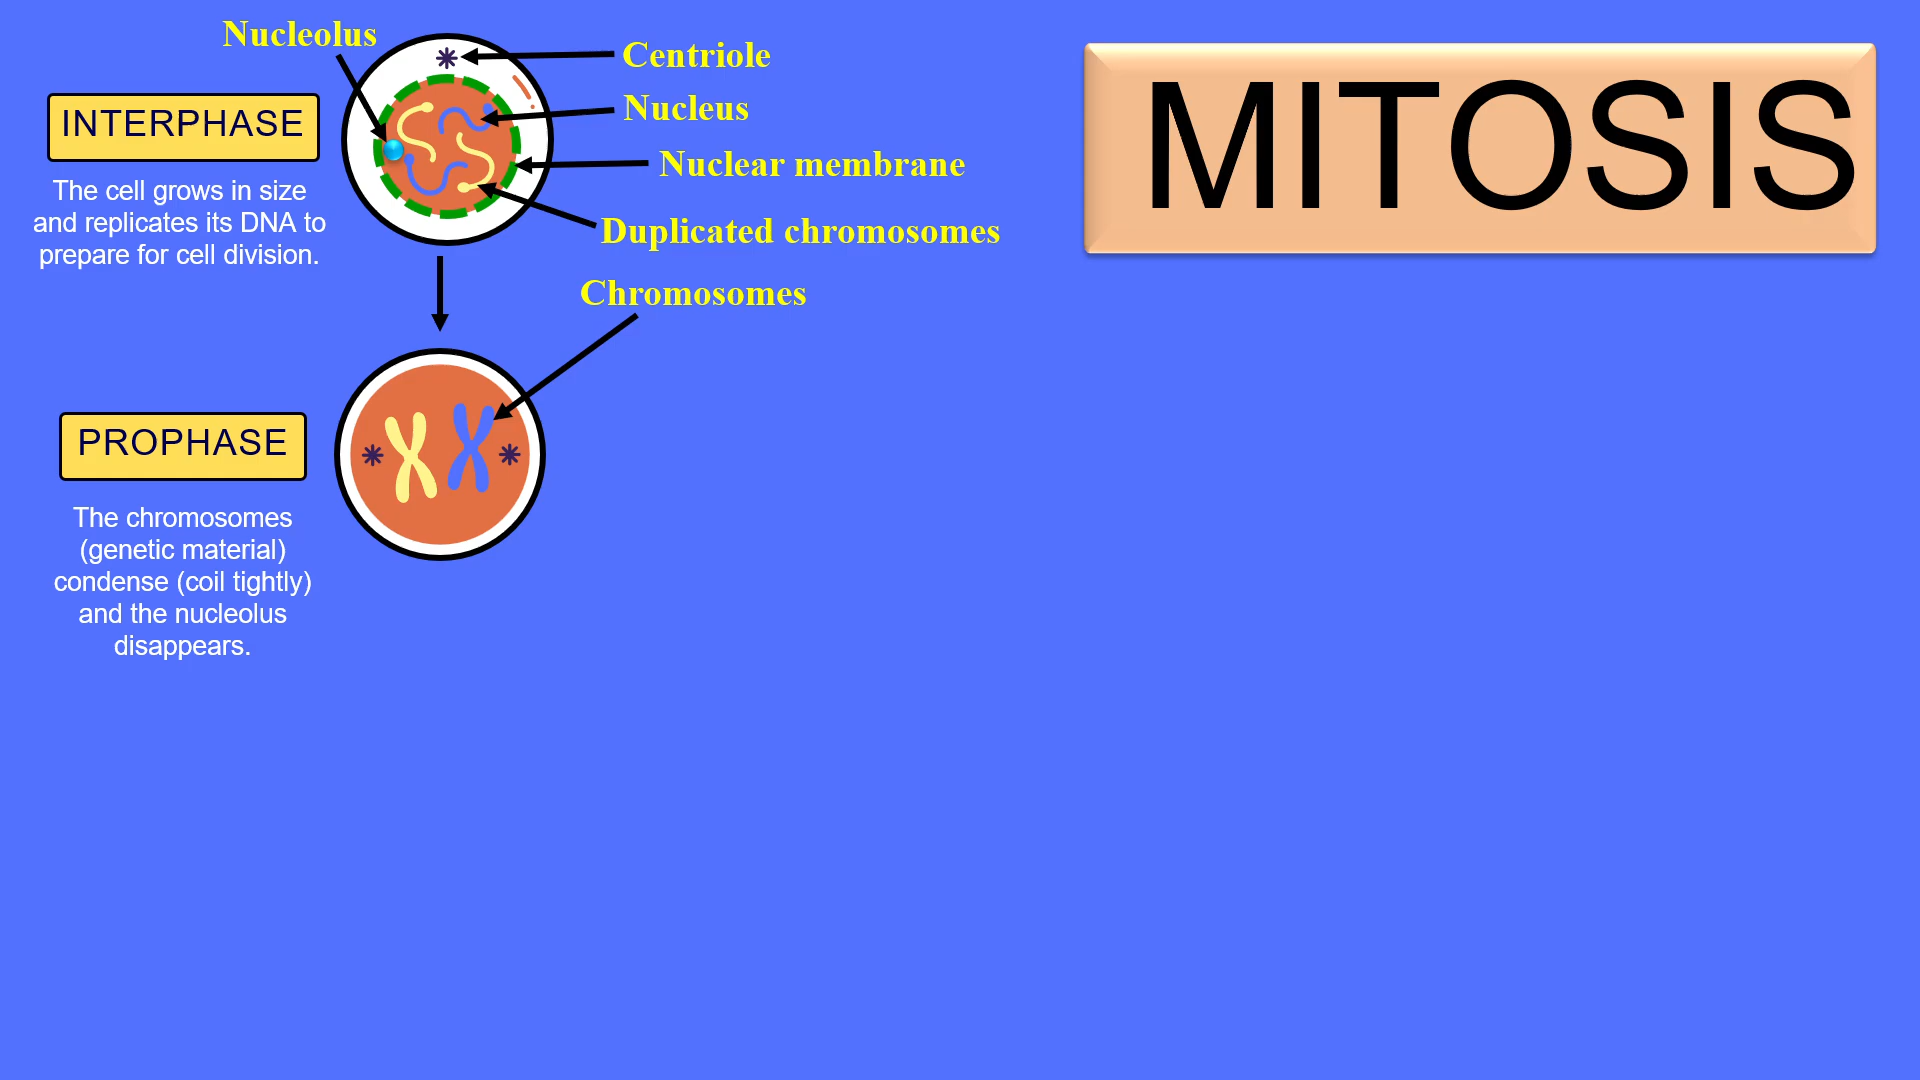 Nucleolus
Centriole
MITOSIS
INTERPHASE
Nucleus
Nuclear membrane
The cell grows in size
and replicates its DNA to
prepare for cell division.
Duplicated chromosomes
Chromosomes
PROPHASE
The chromosomes
(genetic material)
condense (coil tightly)
and the nucleolus
disappears.